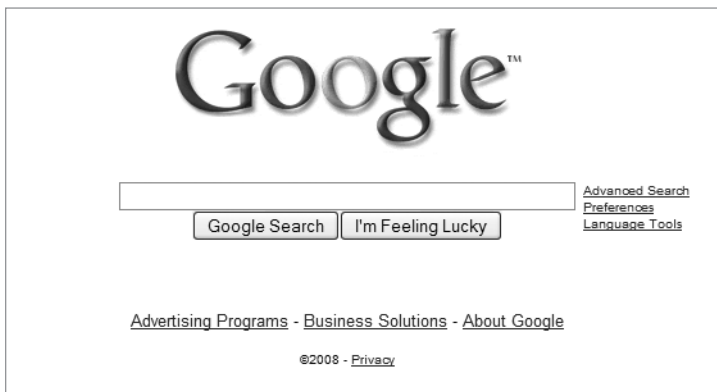 Google™
Advanced Search
Preferences
Google Search I'm Feeling Lucky
Language Tools
Advertising Programs - Business Solutions - About Google
©2008 - Privacy